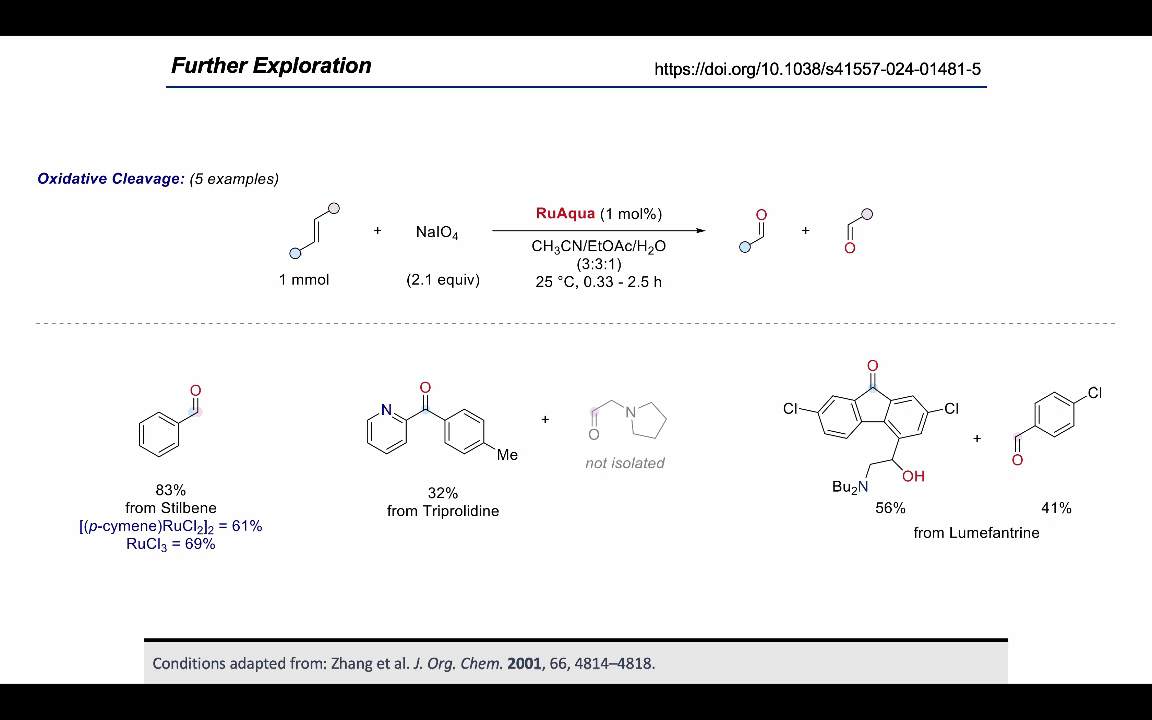 Further Exploration
https://doi.org/10.1038/s41557-024-01481-5
Oxidative Cleavage: (5 examples)
1 mmol
+
NaIO4
(2.1 equiv)
RuAqua (1 mol%)
CH3CN/EtOAc/H2O
(3:3:1)
25 °C, 0.33 - 2.5 h
O
+
O
O
83%
from Stilbene
[(p-cymene)RuCl2]2 = 61%
RuCl3 = 69%
O
N
Me
32%
from Triprolidine
+
O
N
not isolated
O
Cl
Cl
OH
Bu2N
56%
+
Cl
O
41%
from Lumefantrine
Conditions adapted from: Zhang et al. J. Org. Chem. 2001, 66, 4814–4818.